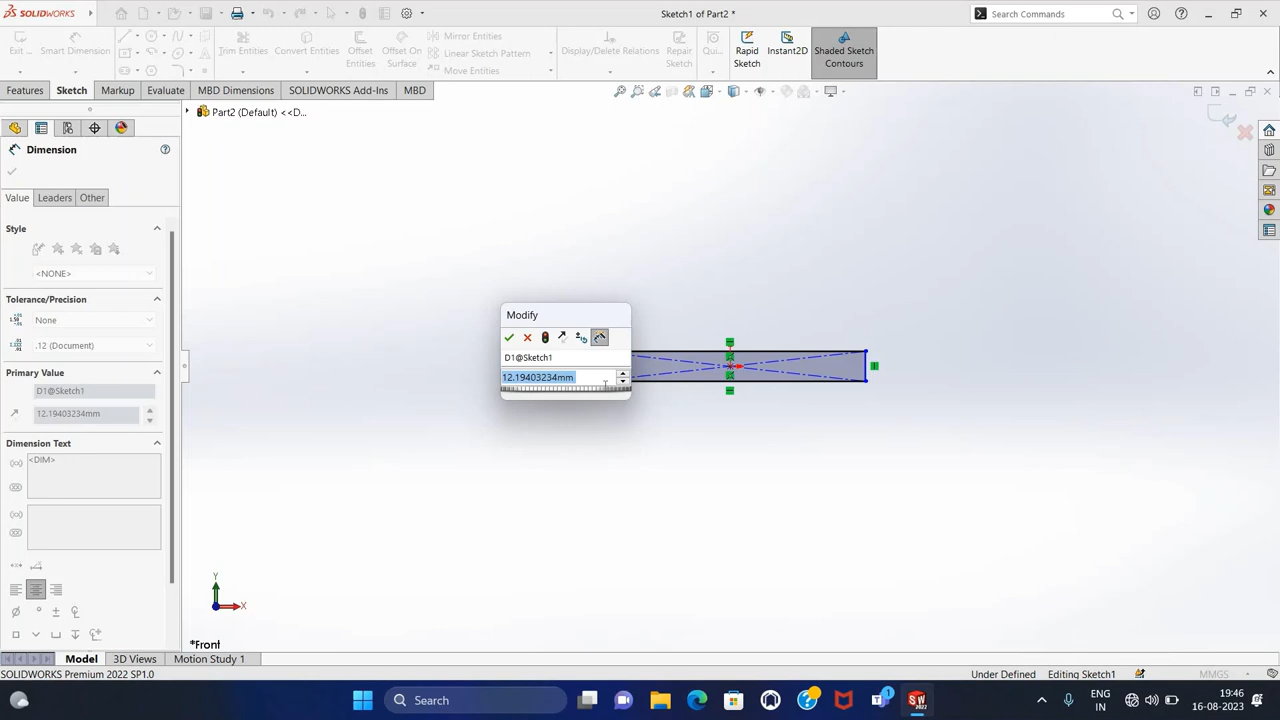 SOLIDWORKS
Sketch1 of Part2 *
Search Commands
Exit ...
Smart Dimension
Trim Entities
Convert Entities
Offset Entities
Offset On Surface
Mirror Entities
Linear Sketch Pattern
Move Entities
Display/Delete Relations
Repair Sketch
Qui...
Rapid Sketch
Instant2D
Shaded Sketch Contours
Features
Sketch
Markup
Evaluate
MBD Dimensions
SOLIDWORKS Add-Ins
MBD
Part2 (Default) <<D...
Dimension
Value
Leaders
Other
Style
<NONE>
Tolerance/Precision
None
.12 (Document)
Primary Value
D1@Sketch1
12.19403234mm
Dimension Text
<DIM>
Modify
D1@Sketch1
12.19403234mm
Y
X
*Front
Model
3D Views
Motion Study 1
SOLIDWORKS Premium 2022 SP1.0
Under Defined
Editing Sketch1
MMGS
Search
1
SW
2022
ENG
IN
19:46
16-08-2023